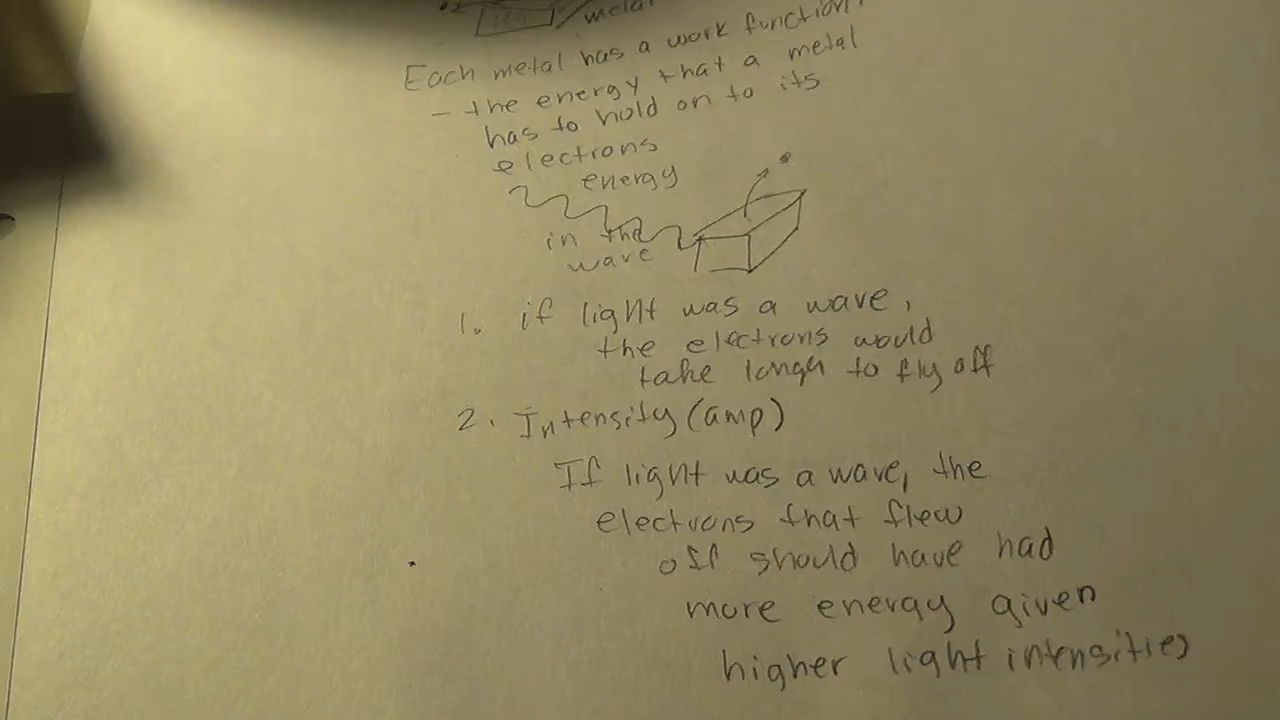 metal
Each metal has a work function.
- the energy that a metal
has to hold on to its
electrons
energy
in the
wave
1. if light was a wave,
the electrons would
take longer to fly off
2. Intensity (amp)
If light was a wave, the
electrons that flew
off should have had
more energy given
higher light intensities